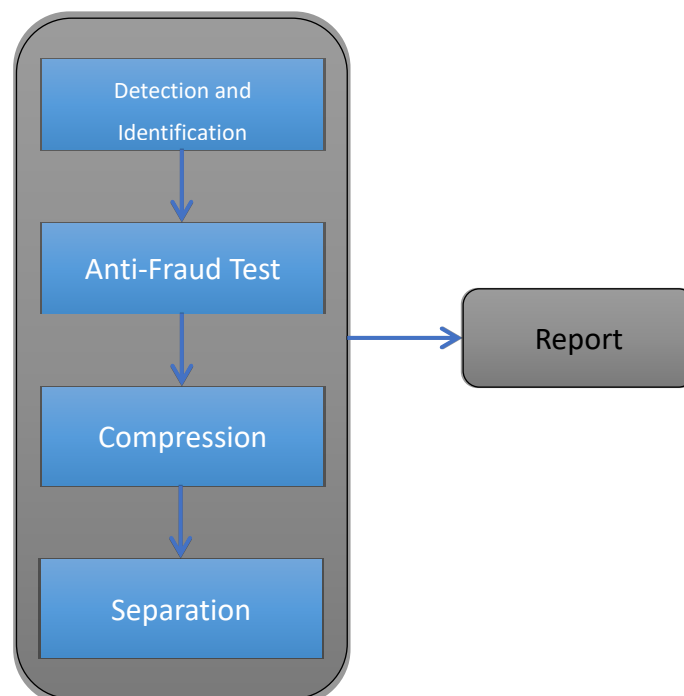 Detection and
Identification
Anti-Fraud Test
Report
Compression
Separation